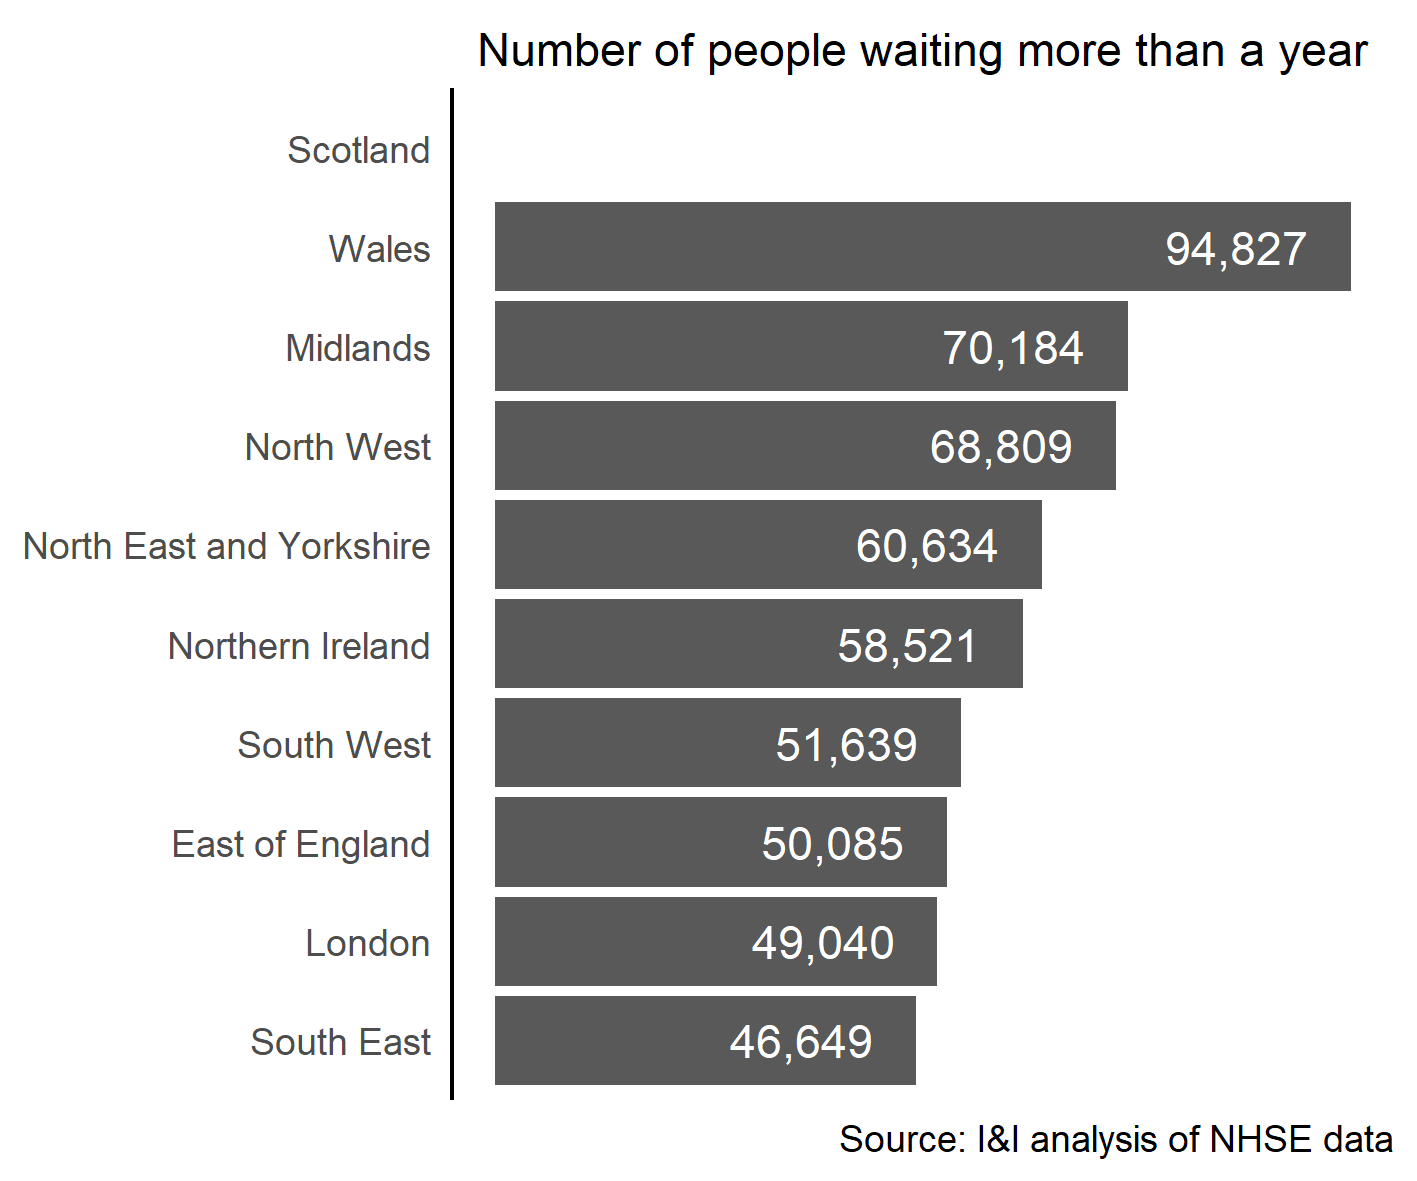 Number of people waiting more than a year
Scotland
Wales 94,827
Midlands 70,184
North West 68,809
North East and Yorkshire 60,634
Northern Ireland 58,521
South West 51,639
East of England 50,085
London 49,040
South East 46,649
Source: I&I analysis of NHSE data